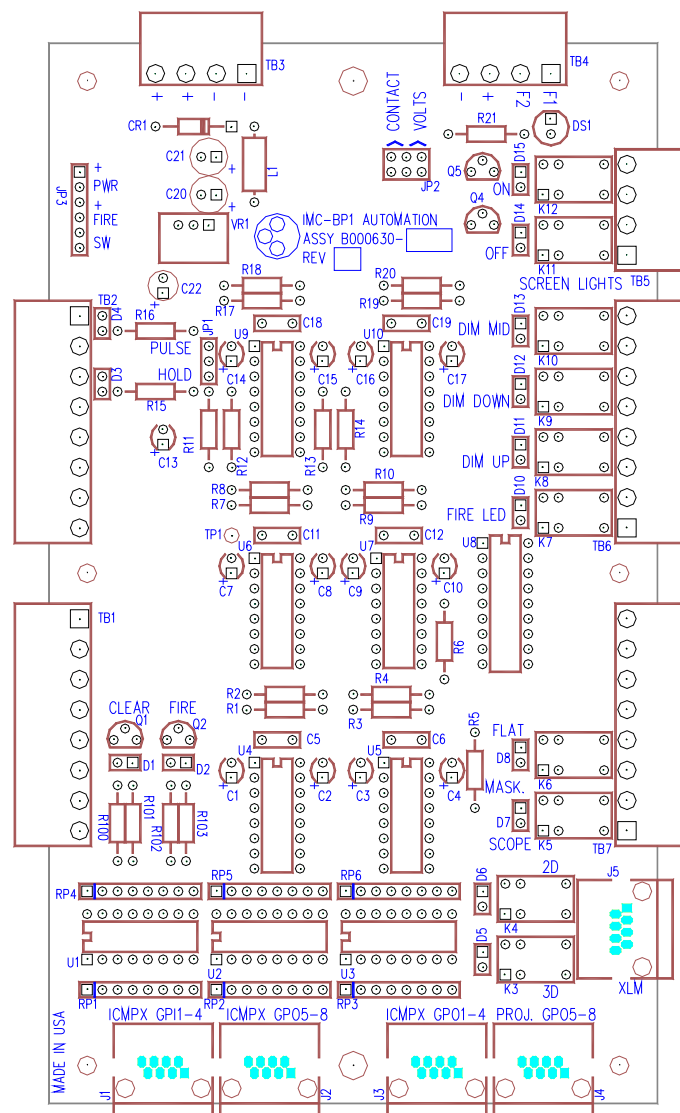 TB3
TB4
+ + - -
- + F2 F1
CR1
CONTACT
VOLTS
R21
DS1
C21
+
L1
JP3
+
PWR
+
FIRE
SW
C20
+
VR1
JP2
Q5
D15
ON
K12
Q4
D14
OFF
K11
IMC-BP1 AUTOMATION
ASSY B000630-
REV
SCREEN LIGHTS
TB5
C22
+
R18
R17
R20
R19
TB2
D4
R16
JP1
PULSE
U9
C18
U10
C19
D13
DIM MID
K10
HOLD
+
C14
+
C15
+
C16
+
C17
D3
R15
D12
DIM DOWN
K9
R11
R12
R13
R14
+
C13
D11
DIM UP
K8
R8
R7
R10
R9
D10
FIRE LED
K7
TB6
TP1
U6
C11
U7
C12
U8
+
C7
+
C8
+
C9
+
C10
TB1
R6
R2
R1
R4
R3
CLEAR
Q1
FIRE
Q2
R5
FLAT
D8
K6
U4
C5
U5
C6
D1
D2
+
C1
+
C2
+
C3
+
C4
MASK.
R100
R101
R102
R103
D7
SCOPE
K5
TB7
RP4
RP5
RP6
D6
2D
K4
J5
U1
U2
U3
D5
K3
3D
XLM
RP1
RP2
RP3
MADE IN USA
ICMPX GPI1-4
ICMPX GPO5-8
ICMPX GPO1-4
PROJ. GPO5-8
J1
J2
J3
J4